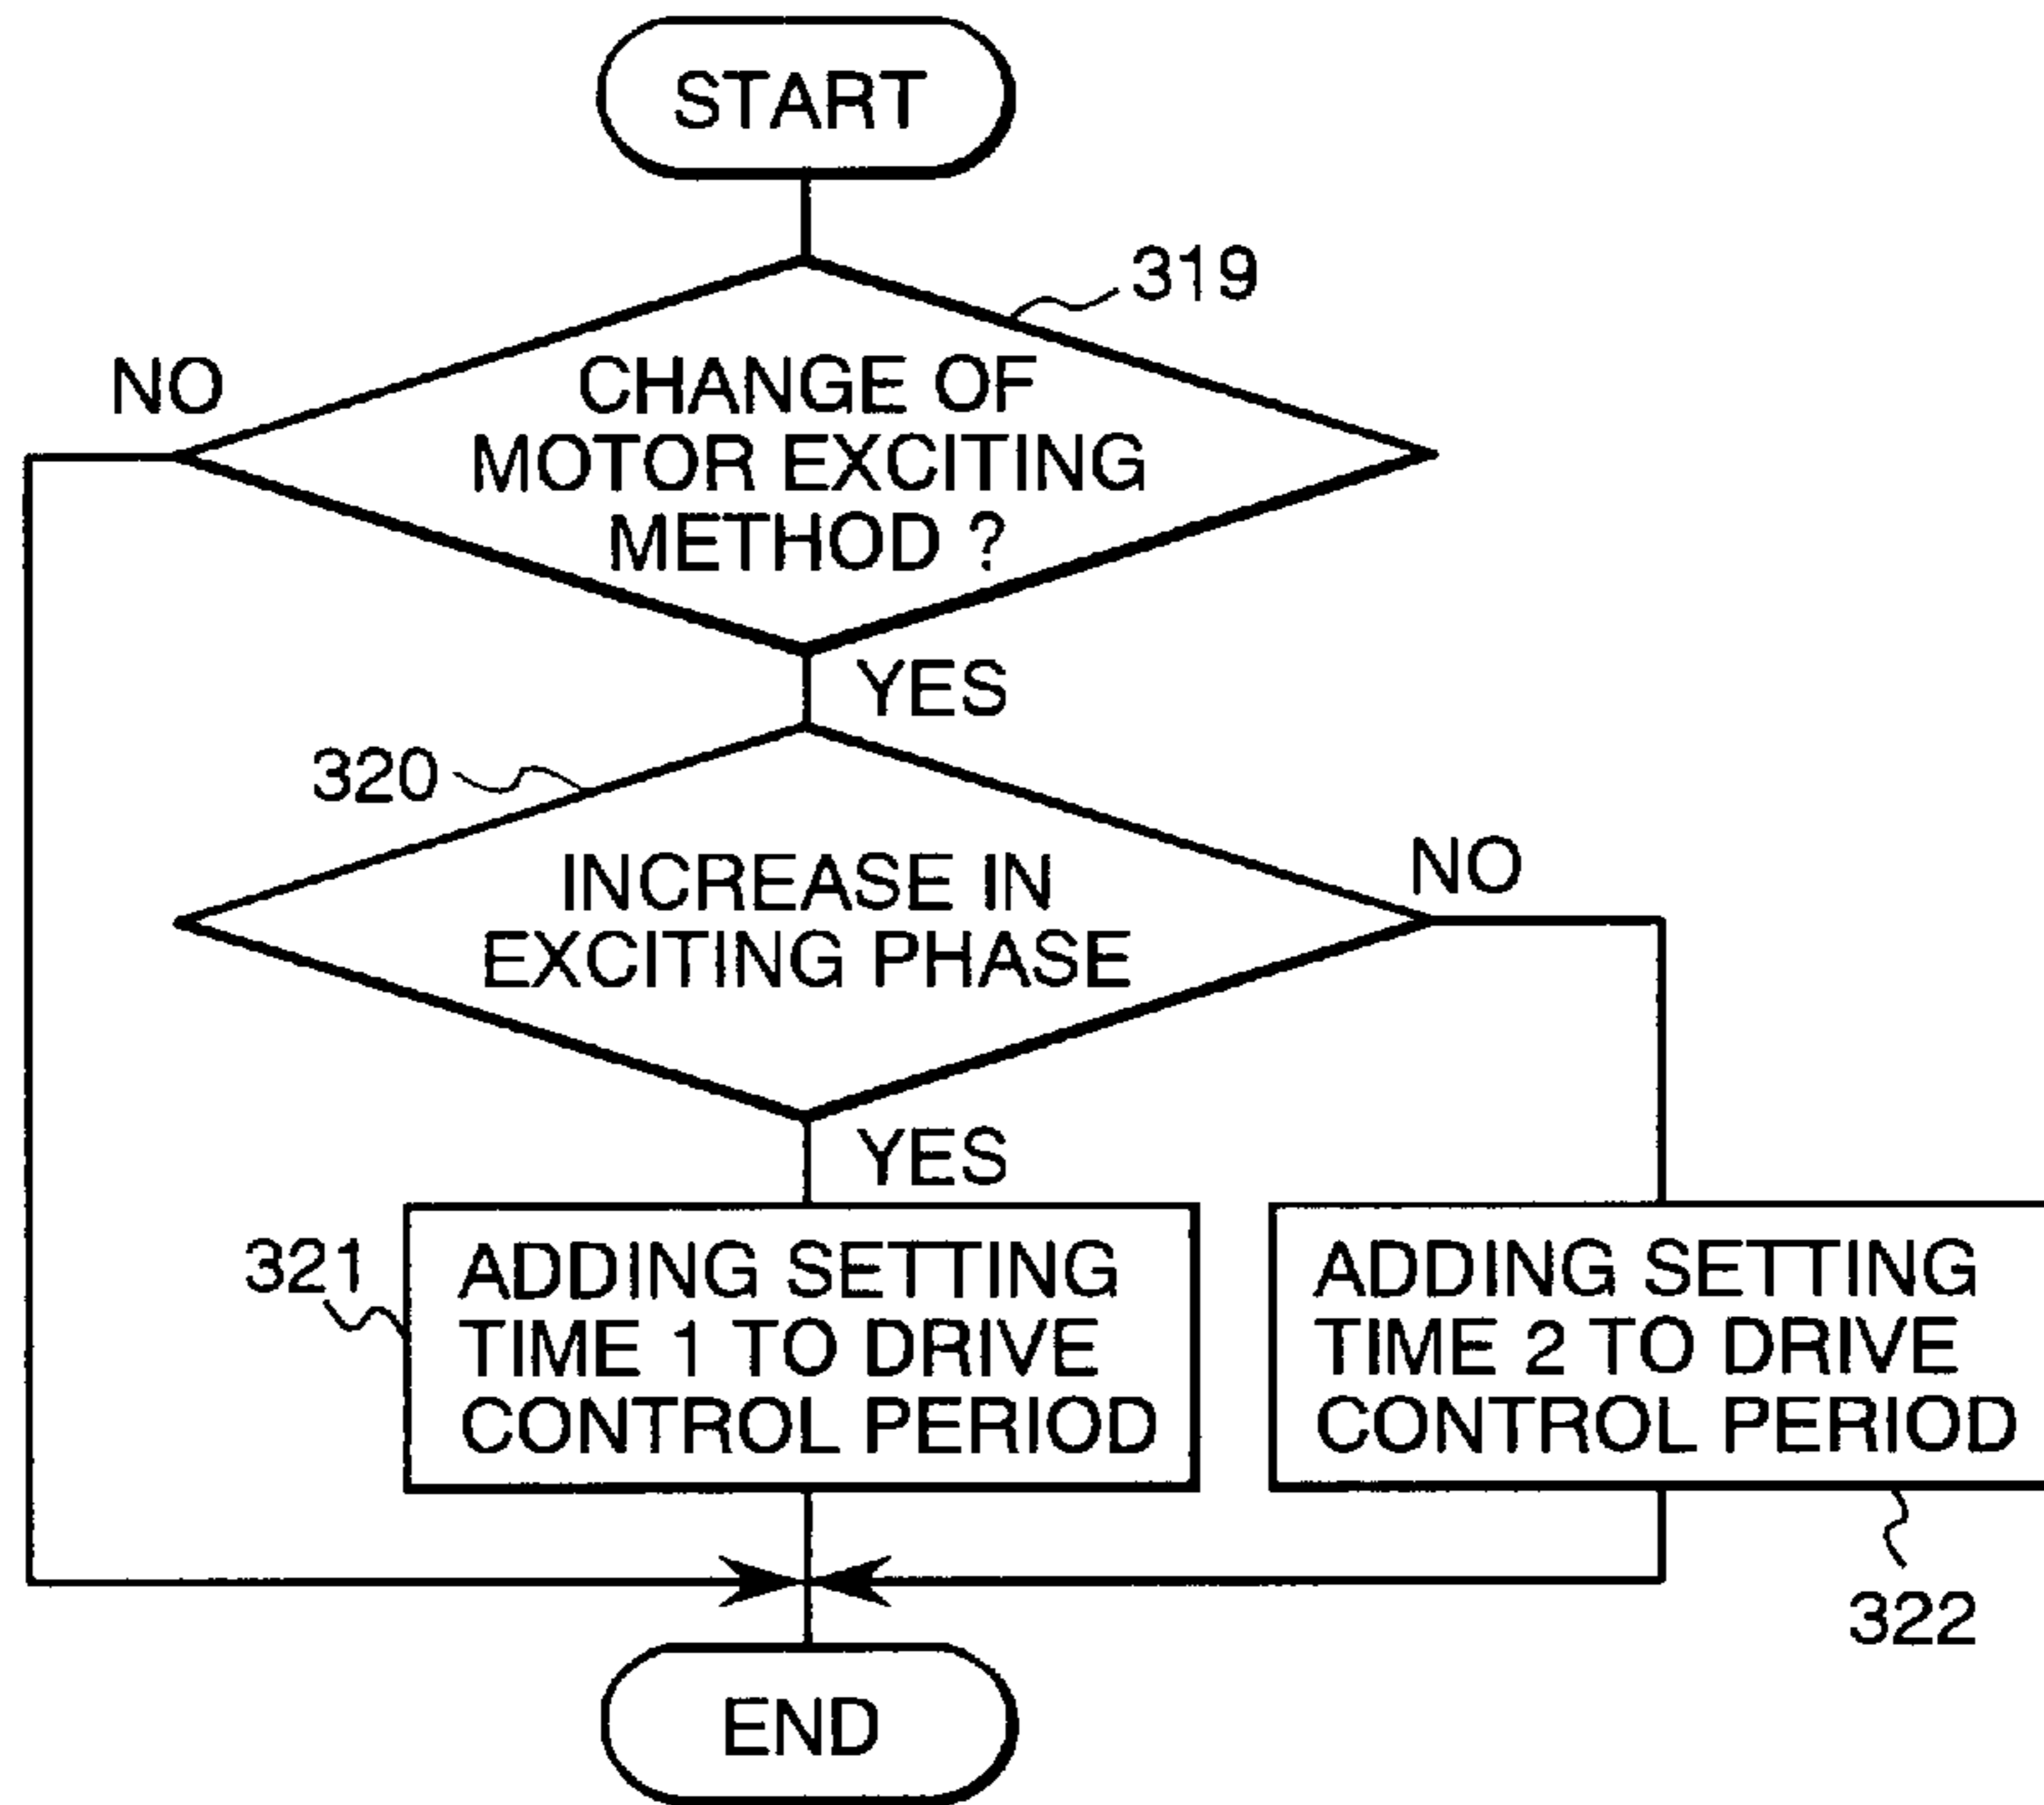 START
319
NO
CHANGE OF
MOTOR EXCITING
METHOD ?
YES
320
INCREASE IN
EXCITING PHASE
NO
YES
321
ADDING SETTING
TIME 1 TO DRIVE
CONTROL PERIOD
ADDING SETTING
TIME 2 TO DRIVE
CONTROL PERIOD
322
END